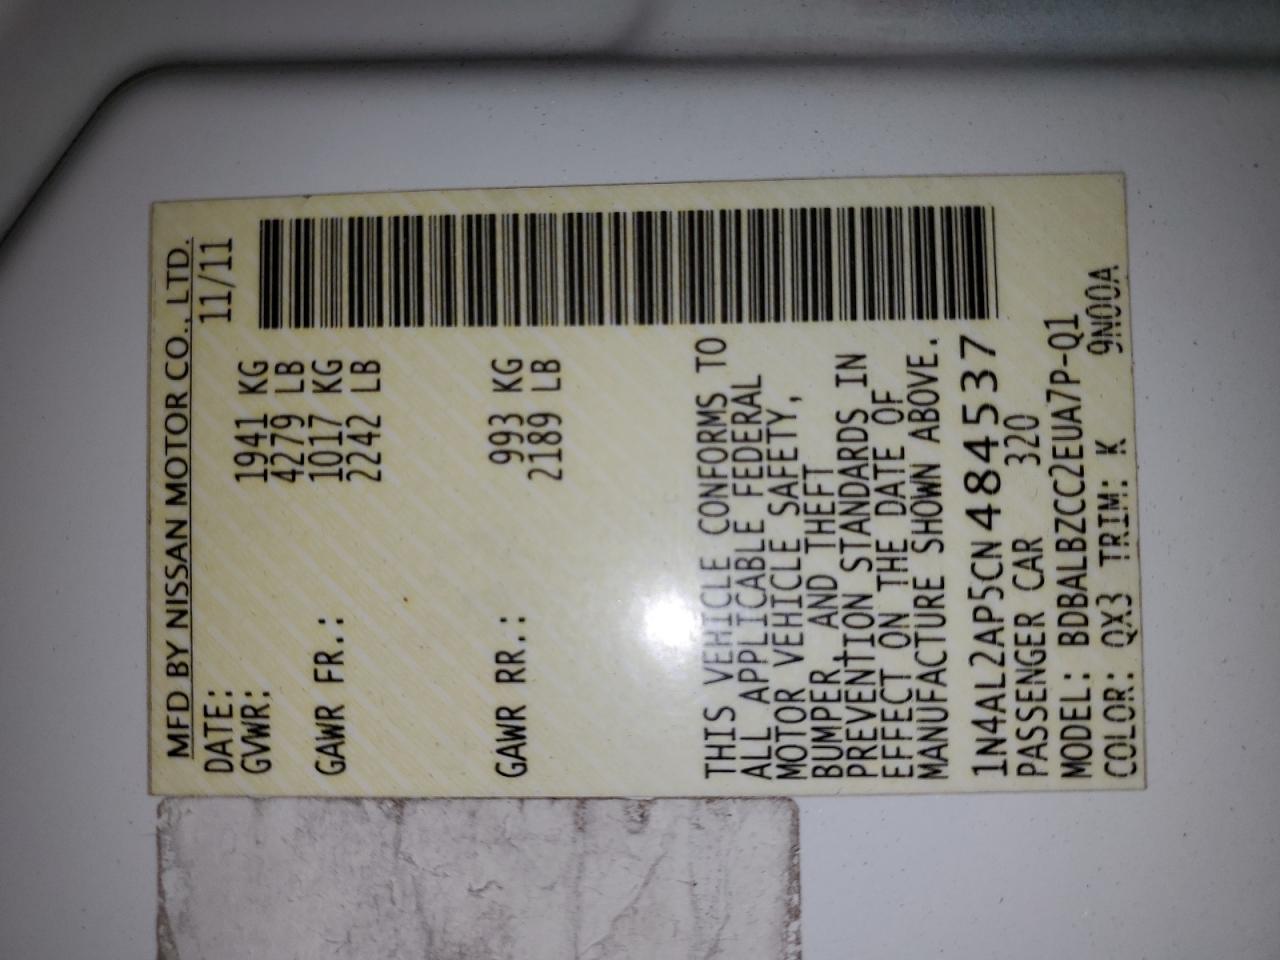 MFD BY NISSAN MOTOR CO., LTD.
DATE: 11/11
GVWR: 1941 KG
4279 LB
GAWR FR.: 1017 KG
2242 LB
GAWR RR.: 993 KG
2189 LB
THIS VEHICLE CONFORMS TO
ALL APPLICABLE FEDERAL
MOTOR VEHICLE SAFETY,
BUMPER, AND THEFT
PREVENTION STANDARDS IN
EFFECT ON THE DATE OF
MANUFACTURE SHOWN ABOVE.
1N4AL2AP5CN484537
PASSENGER CAR 320
MODEL: BDBALBZCC2EUA7P-Q1
COLOR: QX3 TRIM: K 9N00A